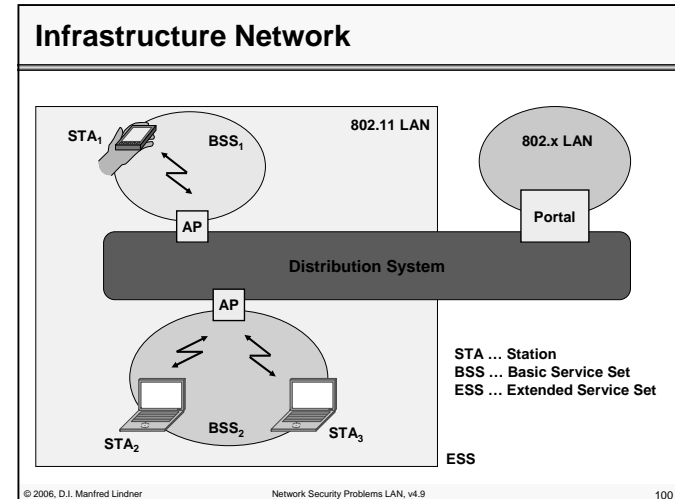 Infrastructure Network
802.11 LAN
STA1
BSS1
802.x LAN
AP
Portal
Distribution System
AP
STA … Station
BSS … Basic Service Set
ESS … Extended Service Set
BSS2
STA2
STA3
ESS
© 2006, D.I. Manfred Lindner
Network Security Problems LAN, v4.9
100